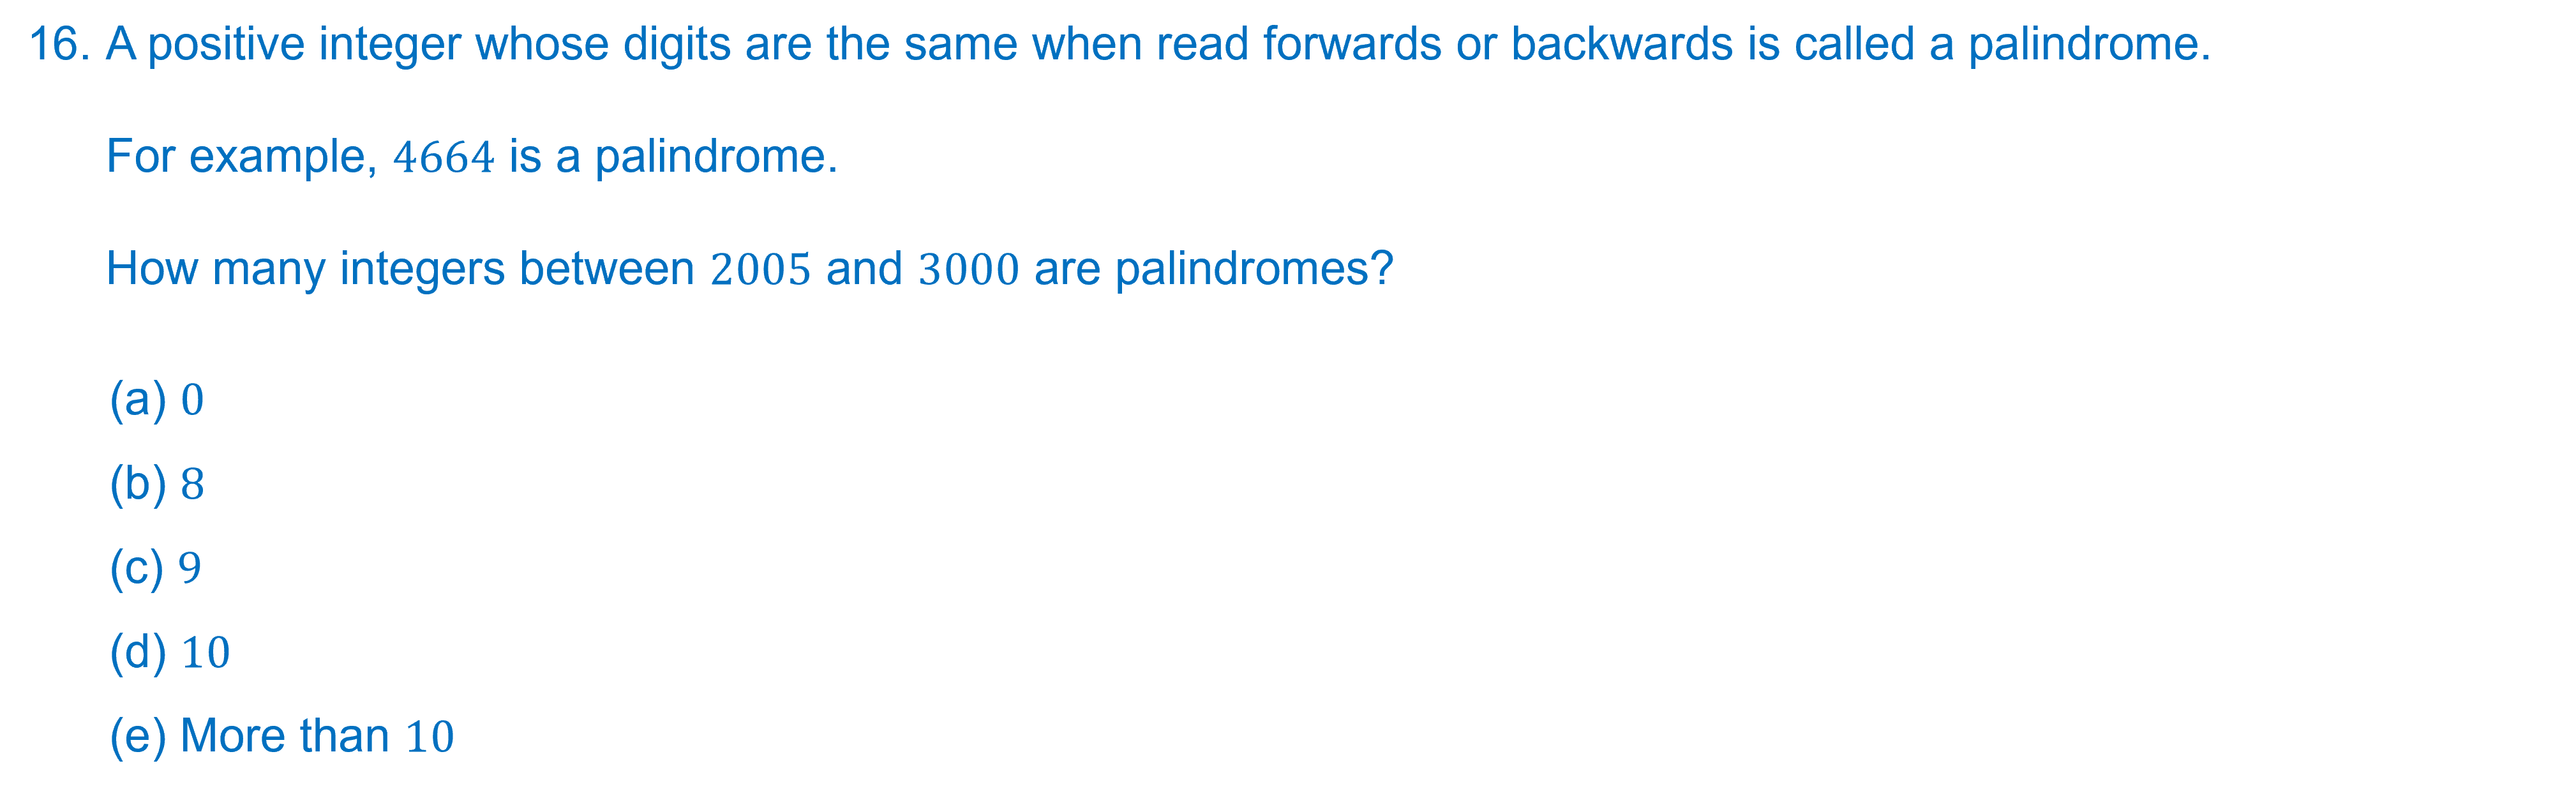 16. A positive integer whose digits are the same when read forwards or backwards is called a palindrome.
For example, 4664 is a palindrome.
How many integers between 2005 and 3000 are palindromes?
(a) 0
(b) 8
(c) 9
(d) 10
(e) More than 10